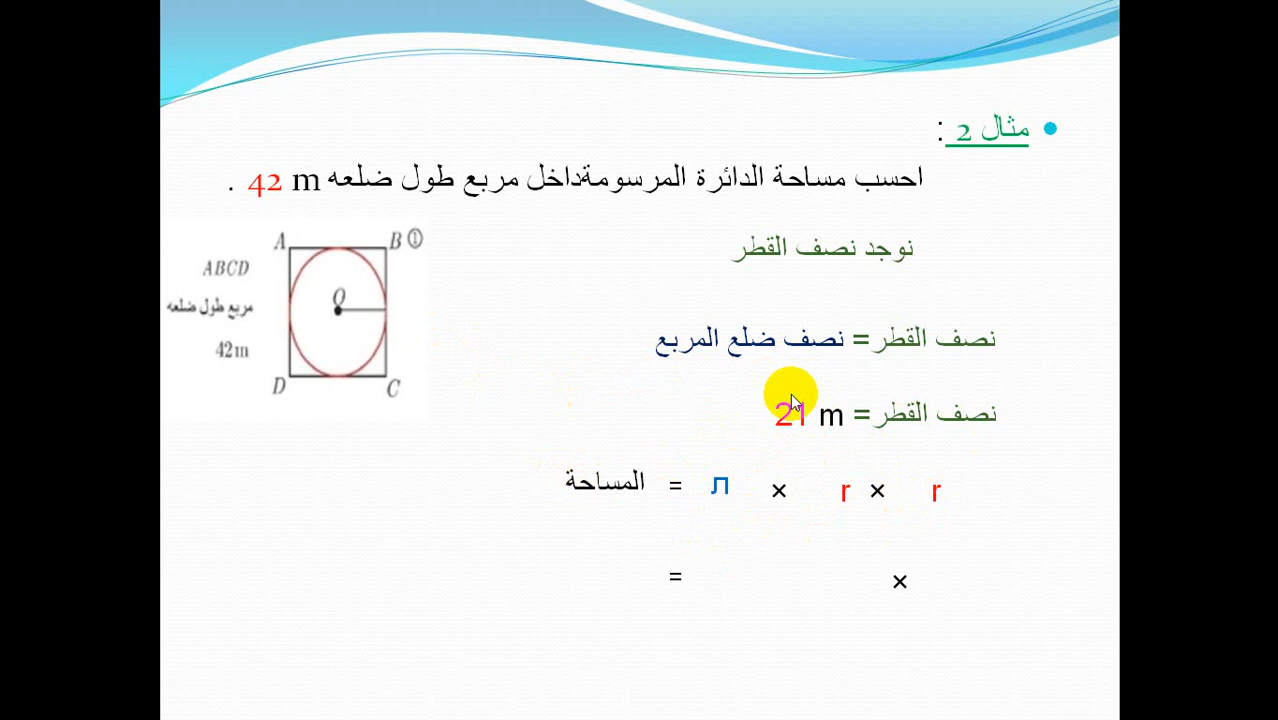 مثال 2 :
احسب مساحة الدائرة المرسومةداخل مربع طول ضلعه 42 m .
نوجد نصف القطر
A B ①
ABCD
مربع طول ضلعه
42m
O
D C
نصف القطر = نصف ضلع المربع
نصف القطر = 21 m
المساحة = π × r × r
= ×